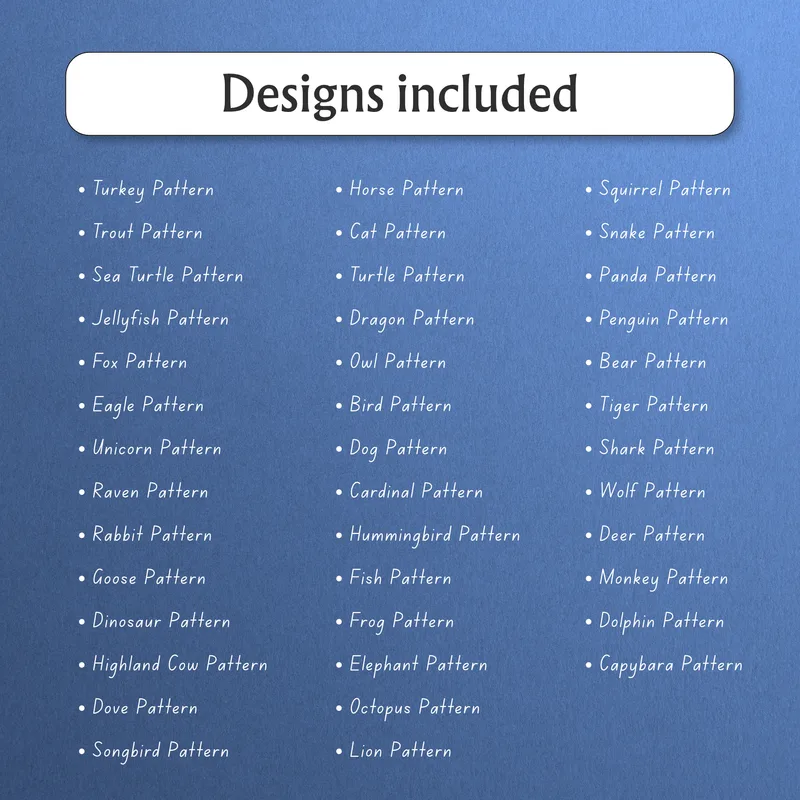 Designs included
• Turkey Pattern
• Trout Pattern
• Sea Turtle Pattern
• Jellyfish Pattern
• Fox Pattern
• Eagle Pattern
• Unicorn Pattern
• Raven Pattern
• Rabbit Pattern
• Goose Pattern
• Dinosaur Pattern
• Highland Cow Pattern
• Dove Pattern
• Songbird Pattern
• Horse Pattern
• Cat Pattern
• Turtle Pattern
• Dragon Pattern
• Owl Pattern
• Bird Pattern
• Dog Pattern
• Cardinal Pattern
• Hummingbird Pattern
• Fish Pattern
• Frog Pattern
• Elephant Pattern
• Octopus Pattern
• Lion Pattern
• Squirrel Pattern
• Snake Pattern
• Panda Pattern
• Penguin Pattern
• Bear Pattern
• Tiger Pattern
• Shark Pattern
• Wolf Pattern
• Deer Pattern
• Monkey Pattern
• Dolphin Pattern
• Capybara Pattern